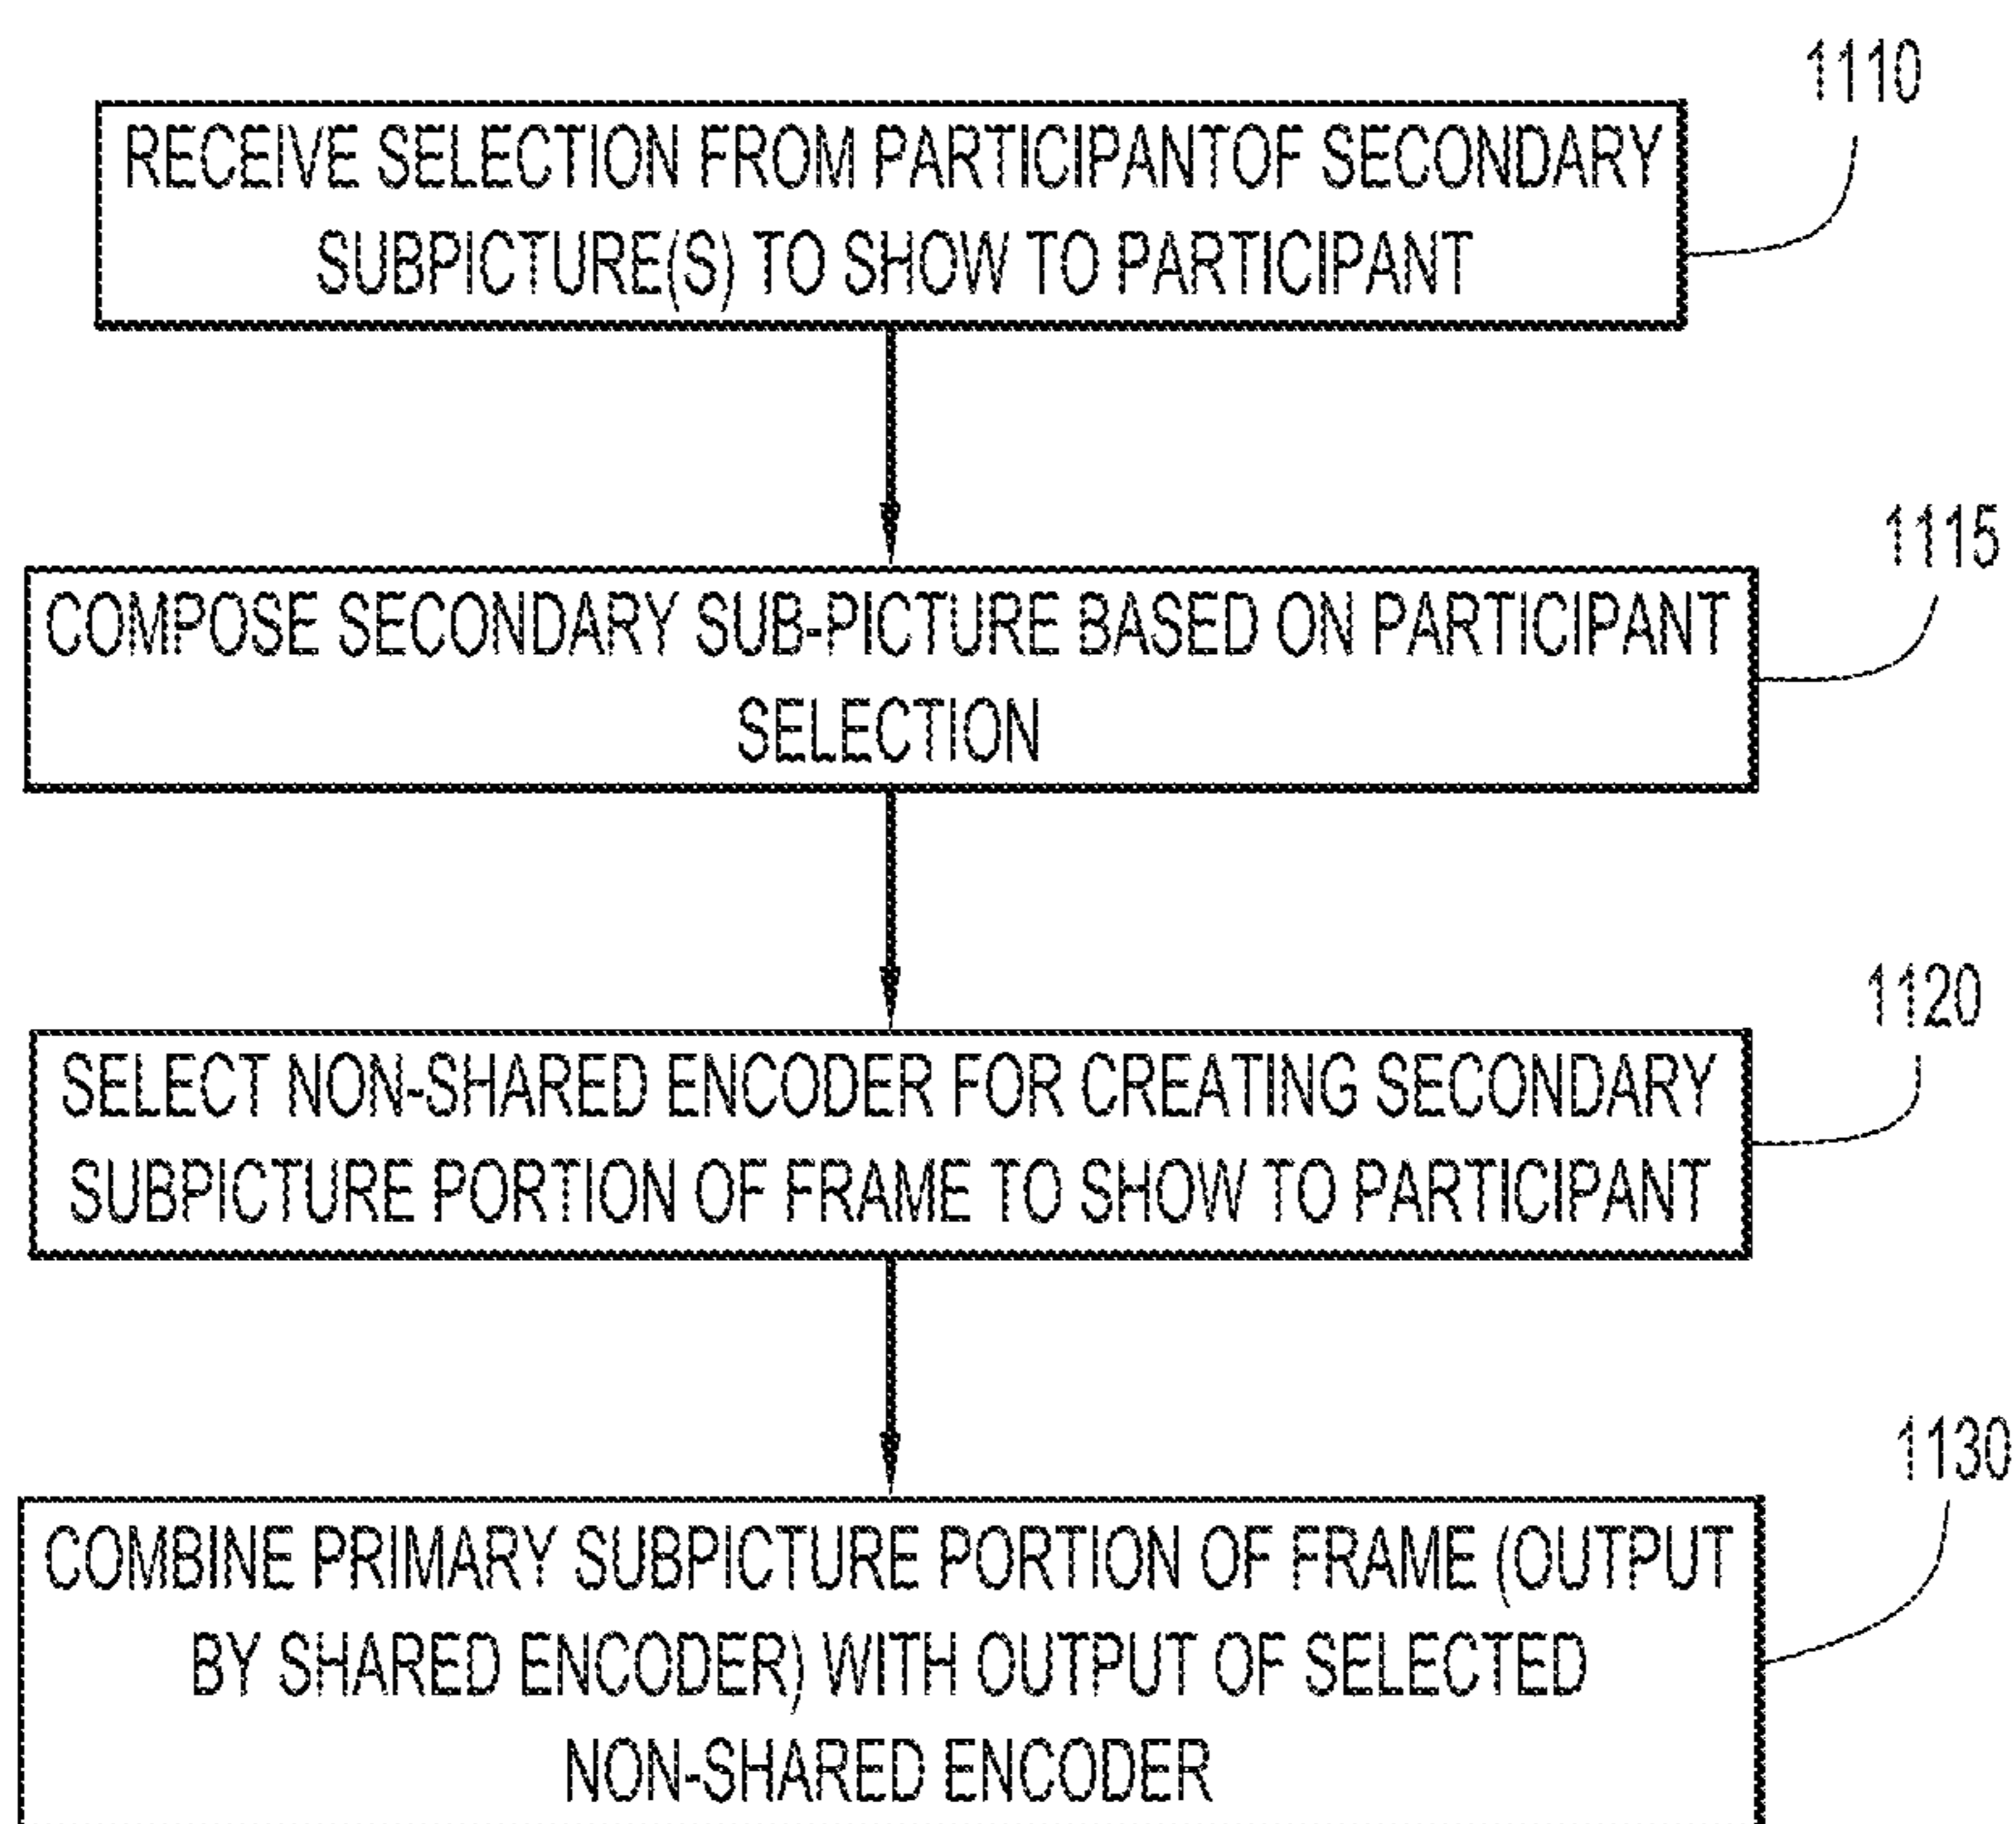 1110
RECEIVE SELECTION FROM PARTICIPANTOF SECONDARY
SUBPICTURE(S) TO SHOW TO PARTICIPANT
1115
COMPOSE SECONDARY SUB-PICTURE BASED ON PARTICIPANT
SELECTION
1120
SELECT NON-SHARED ENCODER FOR CREATING SECONDARY
SUBPICTURE PORTION OF FRAME TO SHOW TO PARTICIPANT
1130
COMBINE PRIMARY SUBPICTURE PORTION OF FRAME (OUTPUT
BY SHARED ENCODER) WITH OUTPUT OF SELECTED
NON-SHARED ENCODER